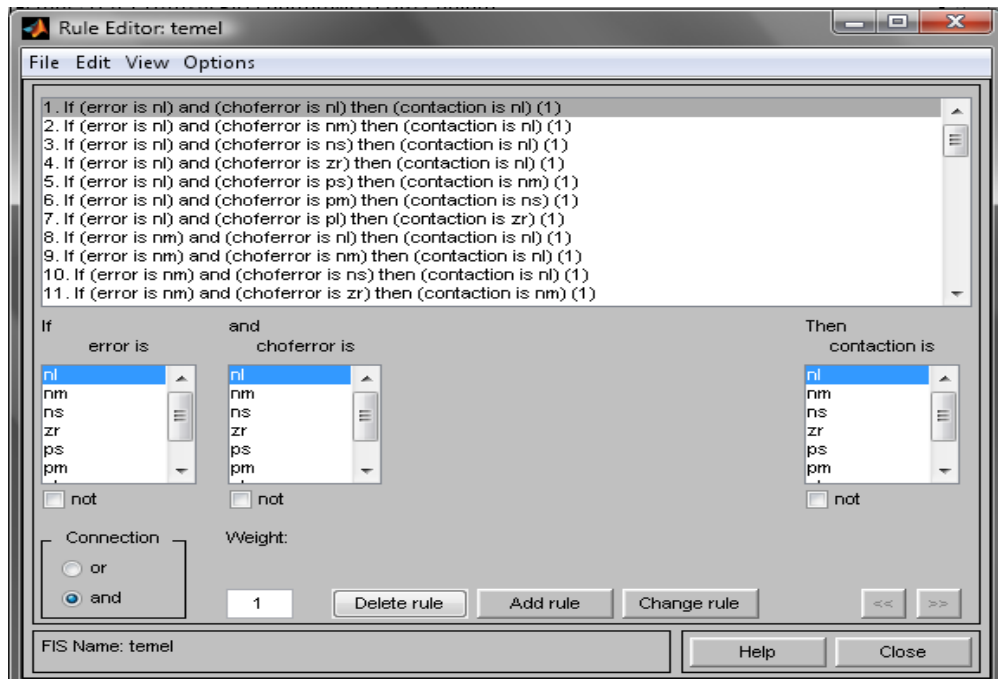 Rule Editor: temel
File Edit View Options
1. If (error is nl) and (choferror is nl) then (contaction is nl) (1)
2. If (error is nl) and (choferror is nm) then (contaction is nl) (1)
3. If (error is nl) and (choferror is ns) then (contaction is nl) (1)
4. If (error is nl) and (choferror is zr) then (contaction is nl) (1)
5. If (error is nl) and (choferror is ps) then (contaction is nm) (1)
6. If (error is nl) and (choferror is pm) then (contaction is ns) (1)
7. If (error is nl) and (choferror is pl) then (contaction is zr) (1)
8. If (error is nm) and (choferror is nl) then (contaction is nl) (1)
9. If (error is nm) and (choferror is nm) then (contaction is nl) (1)
10. If (error is nm) and (choferror is ns) then (contaction is nl) (1)
11. If (error is nm) and (choferror is zr) then (contaction is nm) (1)
If and Then
error is choferror is contaction is
nl nl nl
nm nm nm
ns ns ns
zr zr zr
ps ps ps
pm pm pm
not not not
Connection Weight:
or
and 1 Delete rule Add rule Change rule << >>
FIS Name: temel Help Close